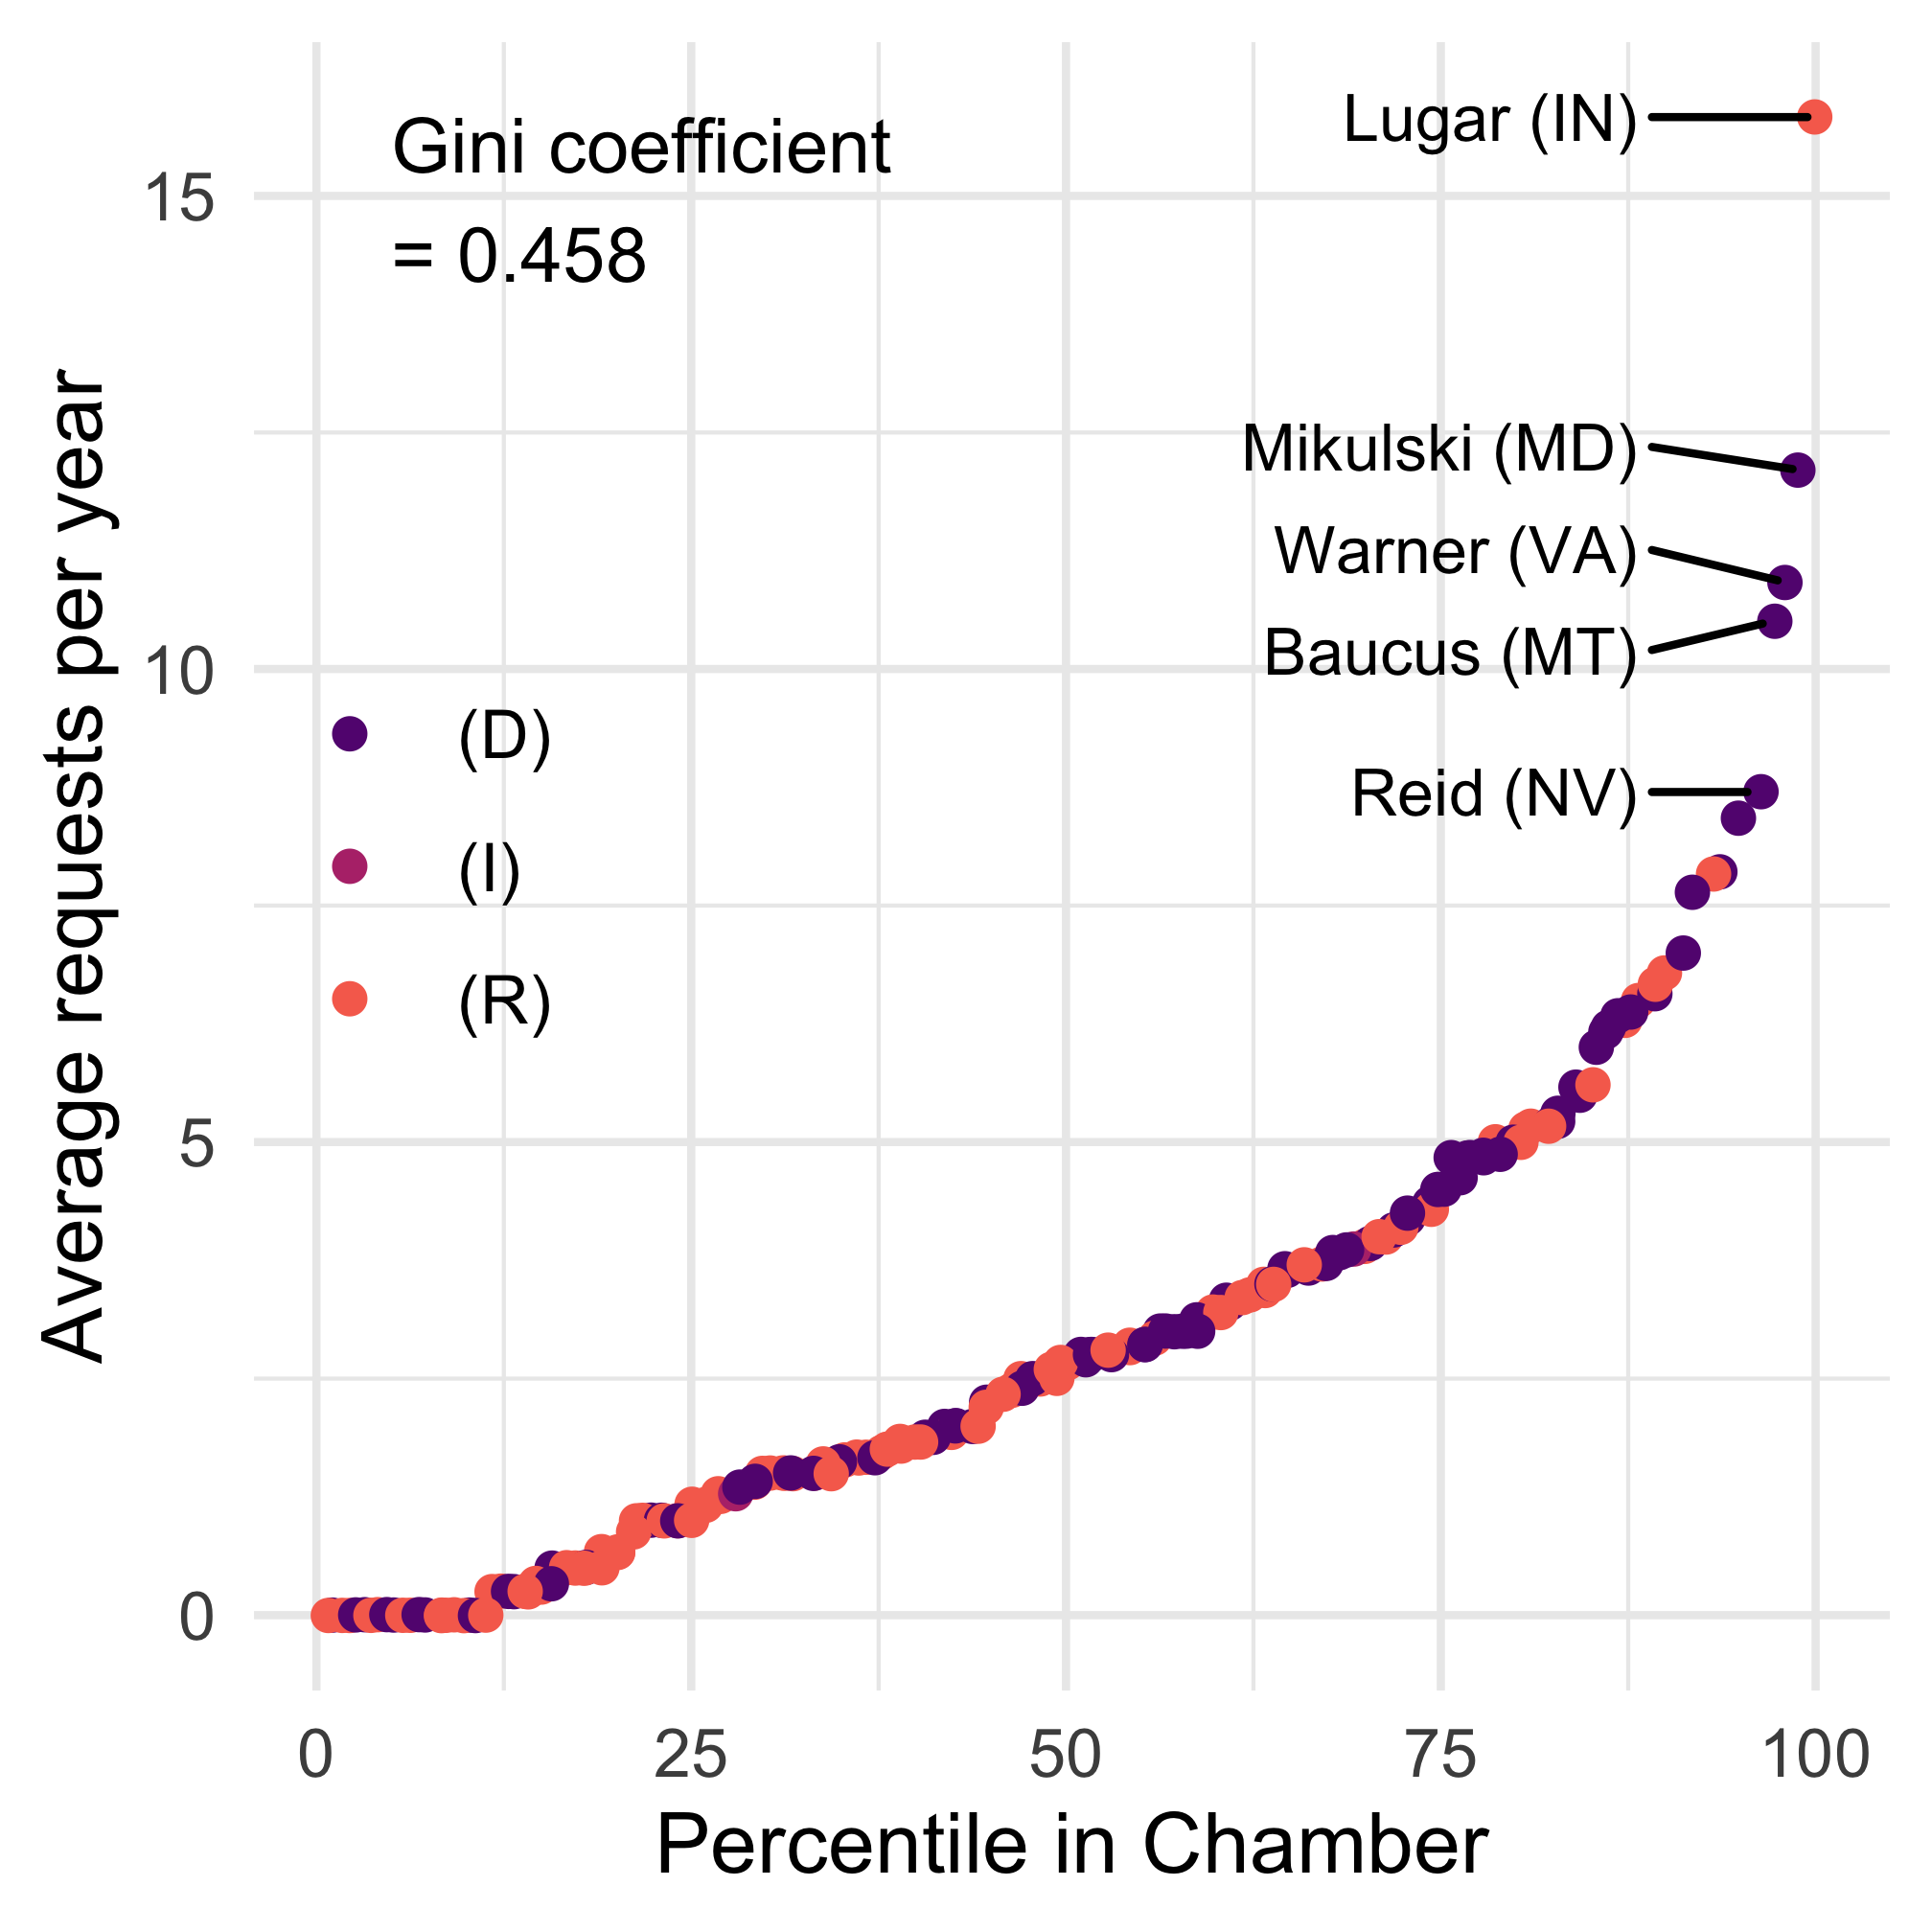 Gini coefficient
= 0.458
Lugar (IN)
Mikulski (MD)
Warner (VA)
Baucus (MT)
Reid (NV)
(D)
(I)
(R)
15
10
5
0
0 25 50 75 100
Percentile in Chamber
Average requests per year